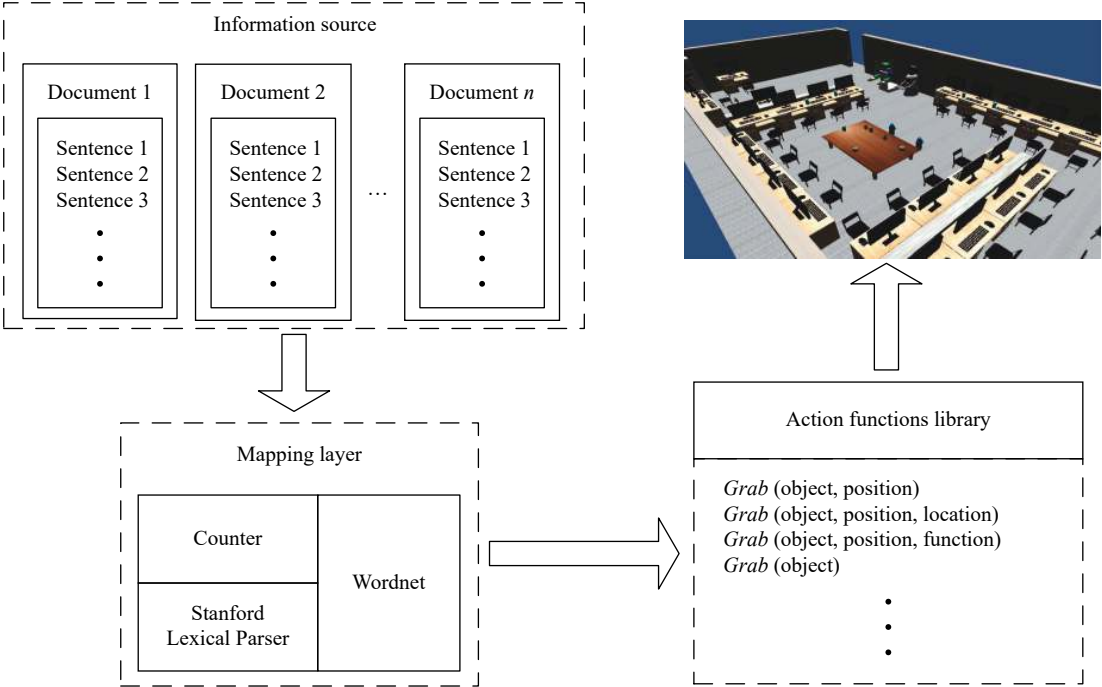 Information source
Document 1
Sentence 1
Sentence 2
Sentence 3
Document 2
Sentence 1
Sentence 2
Sentence 3
...
Document n
Sentence 1
Sentence 2
Sentence 3
Mapping layer
Counter
Stanford
Lexical Parser
Wordnet
Action functions library
Grab (object, position)
Grab (object, position, location)
Grab (object, position, function)
Grab (object)